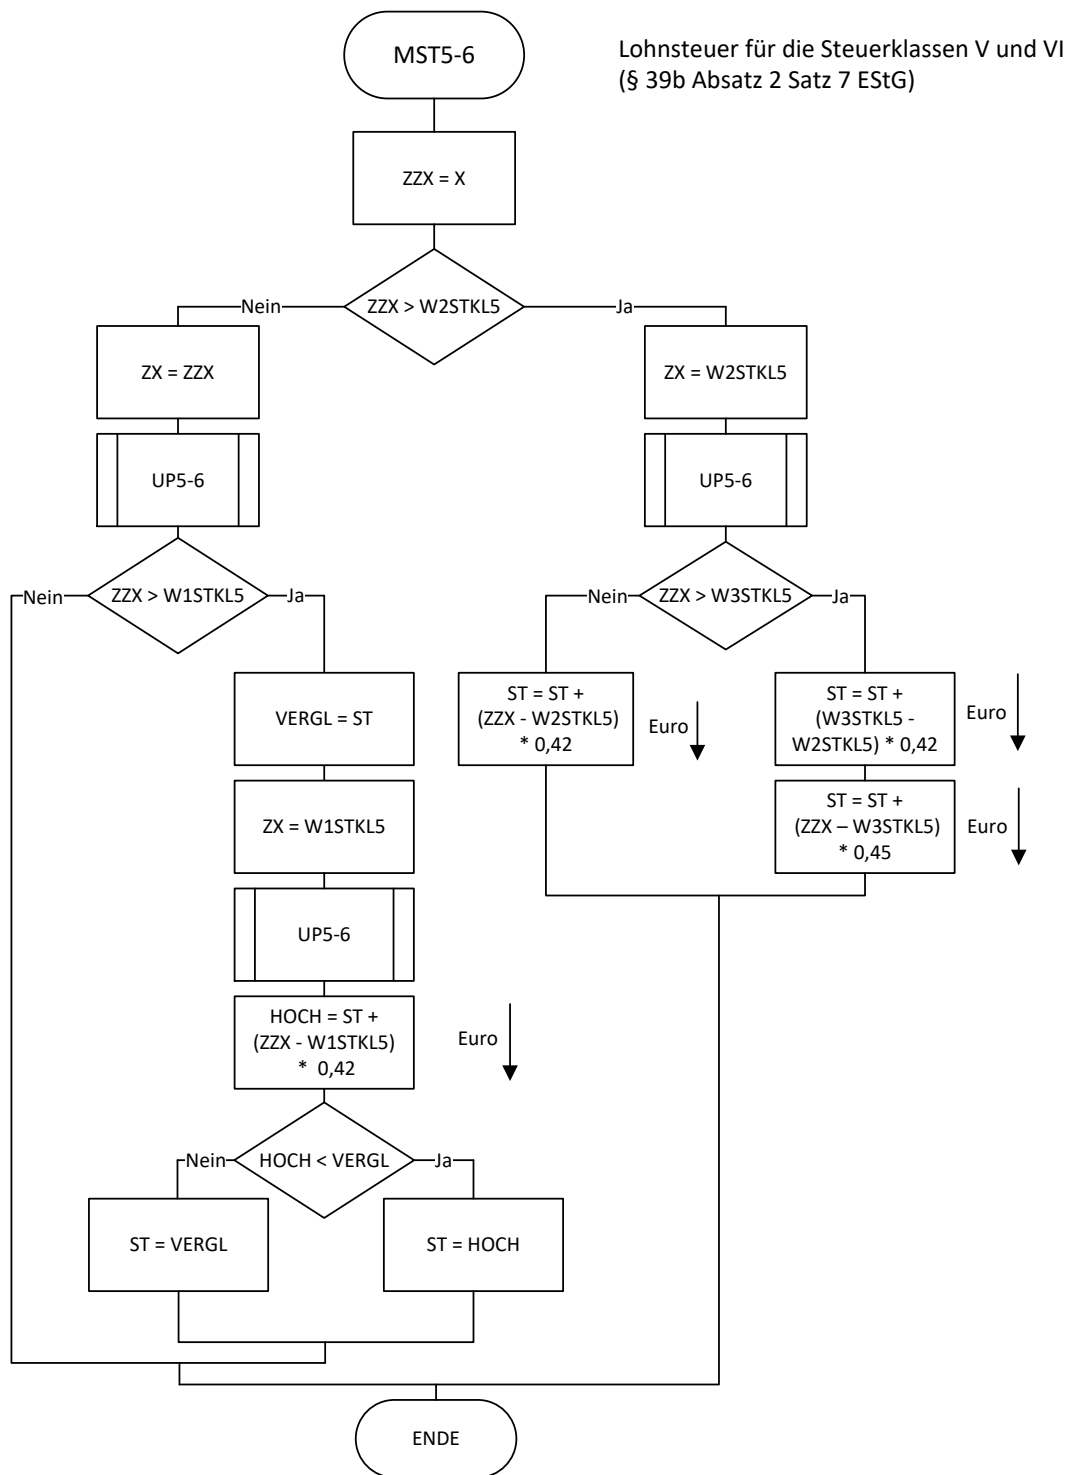 MST5-6
Lohnsteuer für die Steuerklassen V und VI
(§ 39b Absatz 2 Satz 7 EStG)
ZZX = X
Nein
ZZX > W2STKL5
Ja
ZX = ZZX
ZX = W2STKL5
UP5-6
UP5-6
Nein
ZZX > W1STKL5
Ja
Nein
ZZX > W3STKL5
Ja
VERGL = ST
ST = ST +
(ZZX - W2STKL5)
* 0,42
Euro
ST = ST +
(W3STKL5 -
W2STKL5) * 0,42
Euro
ZX = W1STKL5
ST = ST +
(ZZX – W3STKL5)
* 0,45
Euro
UP5-6
HOCH = ST +
(ZZX - W1STKL5)
* 0,42
Euro
Nein
HOCH < VERGL
Ja
ST = VERGL
ST = HOCH
ENDE